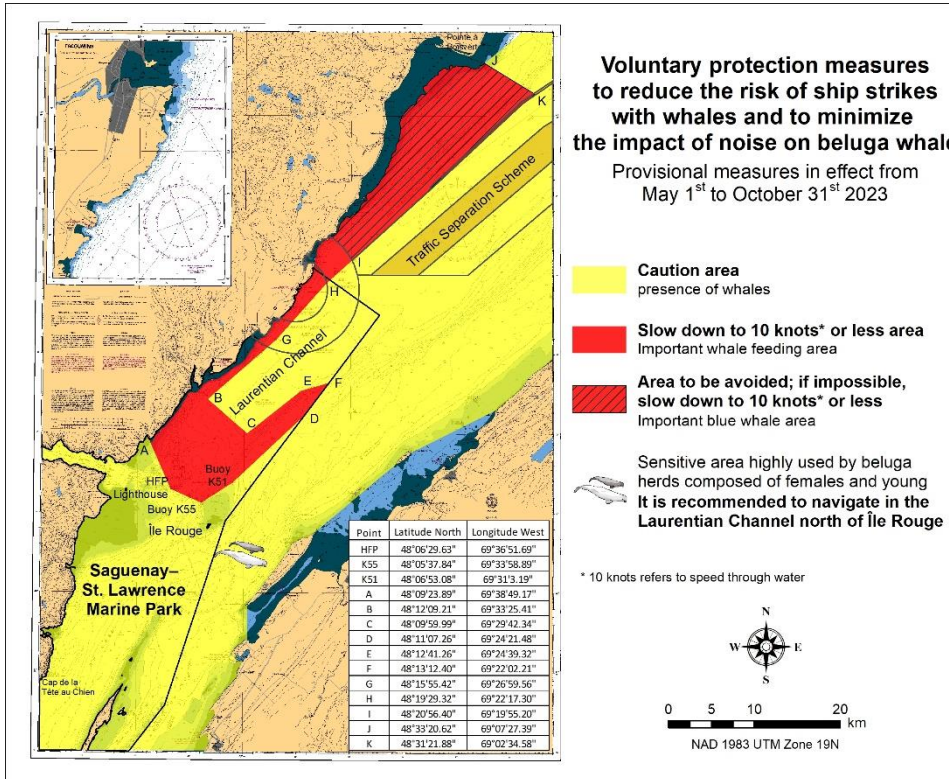 Voluntary protection measures
to reduce the risk of ship strikes
with whales and to minimize
the impact of noise on beluga whale
Provisional measures in effect from
May 1st to October 31st 2023
Caution area
presence of whales
Slow down to 10 knots* or less area
Important whale feeding area
Area to be avoided; if impossible,
slow down to 10 knots* or less
Important blue whale area
Sensitive area highly used by beluga
herds composed of females and young
It is recommended to navigate in the
Laurentian Channel north of Île Rouge
* 10 knots refers to speed through water
N
W E
S
0 5 10 20
km
NAD 1983 UTM Zone 19N
J
K
Traffic Separation Scheme
I
H
G
Laurentian Channel
E
F
B
D
C
A
Buoy
K51
HFP
Lighthouse
Buoy K55
Île Rouge
Saguenay–
St. Lawrence
Marine Park
Cap de la
Tête au Chien
Point Latitude North Longitude West
HFP 48°06'29.63" 69°36'51.69"
K55 48°05'37.84" 69°33'58.89"
K51 48°06'53.08" 69°31'3.19"
A 48°09'23.89" 69°38'49.17"
B 48°12'09.21" 69°33'25.41"
C 48°09'59.99" 69°29'42.34"
D 48°11'07.26" 69°24'21.48"
E 48°12'41.26" 69°24'39.32"
F 48°13'12.40" 69°22'02.21"
G 48°15'55.42" 69°26'59.56"
H 48°19'29.32" 69°22'17.30"
I 48°20'56.40" 69°19'55.20"
J 48°33'20.62" 69°07'27.39"
K 48°31'21.88" 69°02'34.58"